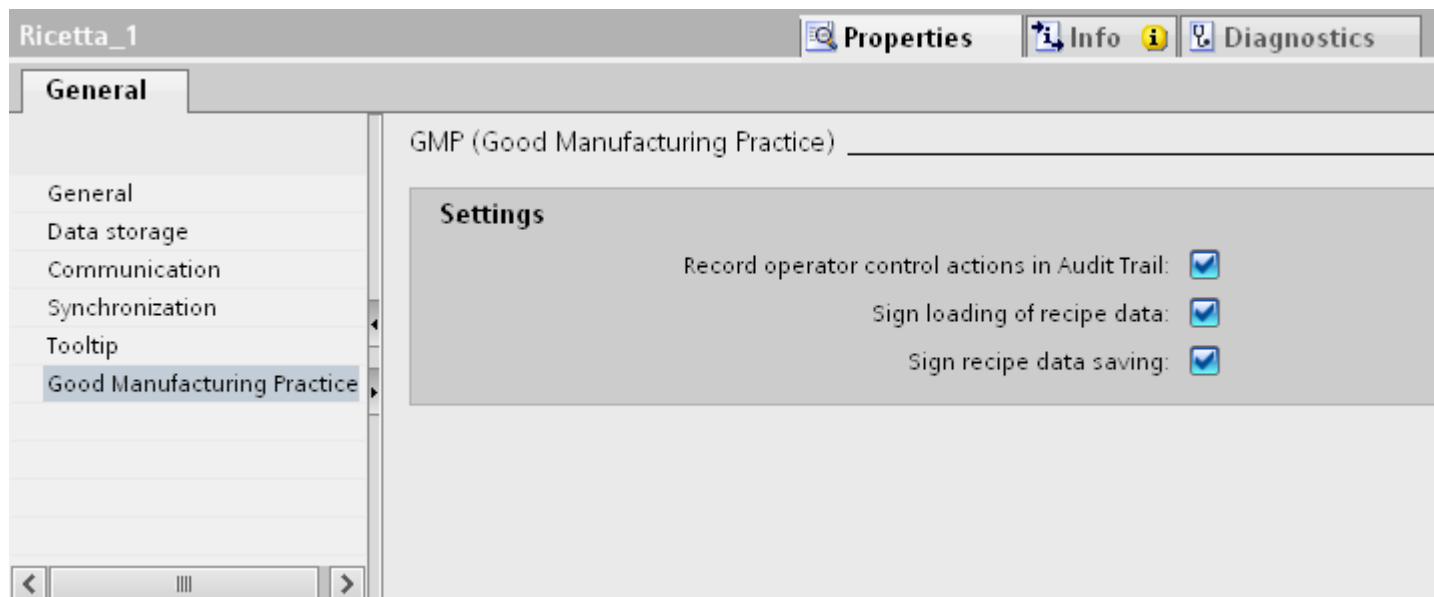 Ricetta_1
Properties
Info
Diagnostics
General
General
Data storage
Communication
Synchronization
Tooltip
Good Manufacturing Practice
GMP (Good Manufacturing Practice)
Settings
Record operator control actions in Audit Trail:
Sign loading of recipe data:
Sign recipe data saving: